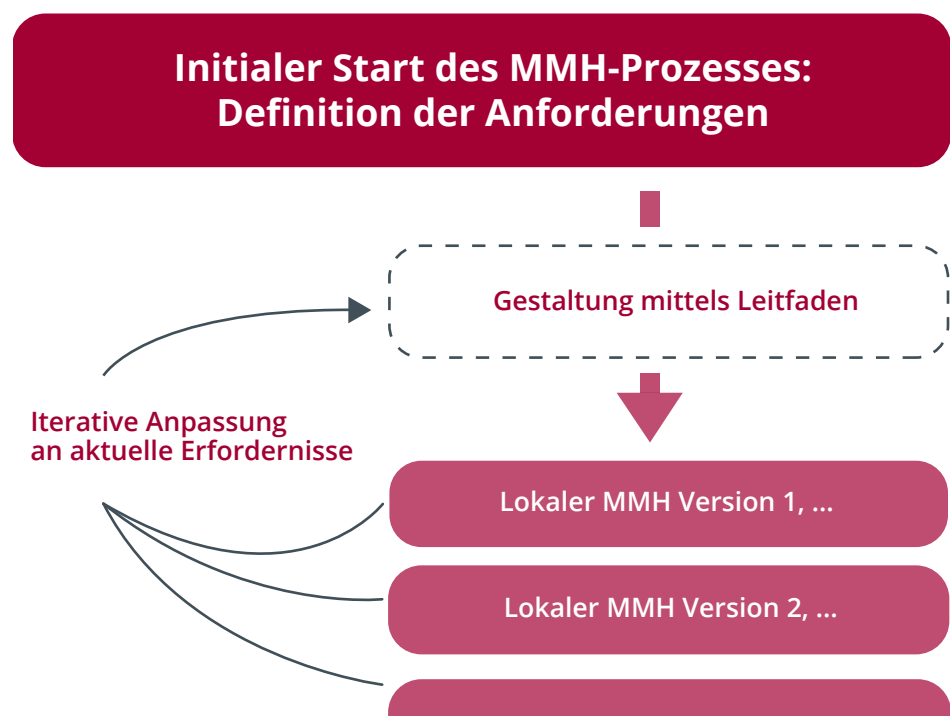 Initialer Start des MMH-Prozesses:
Definition der Anforderungen
Gestaltung mittels Leitfaden
Iterative Anpassung
an aktuelle Erfordernisse
Lokaler MMH Version 1, ...
Lokaler MMH Version 2, ...